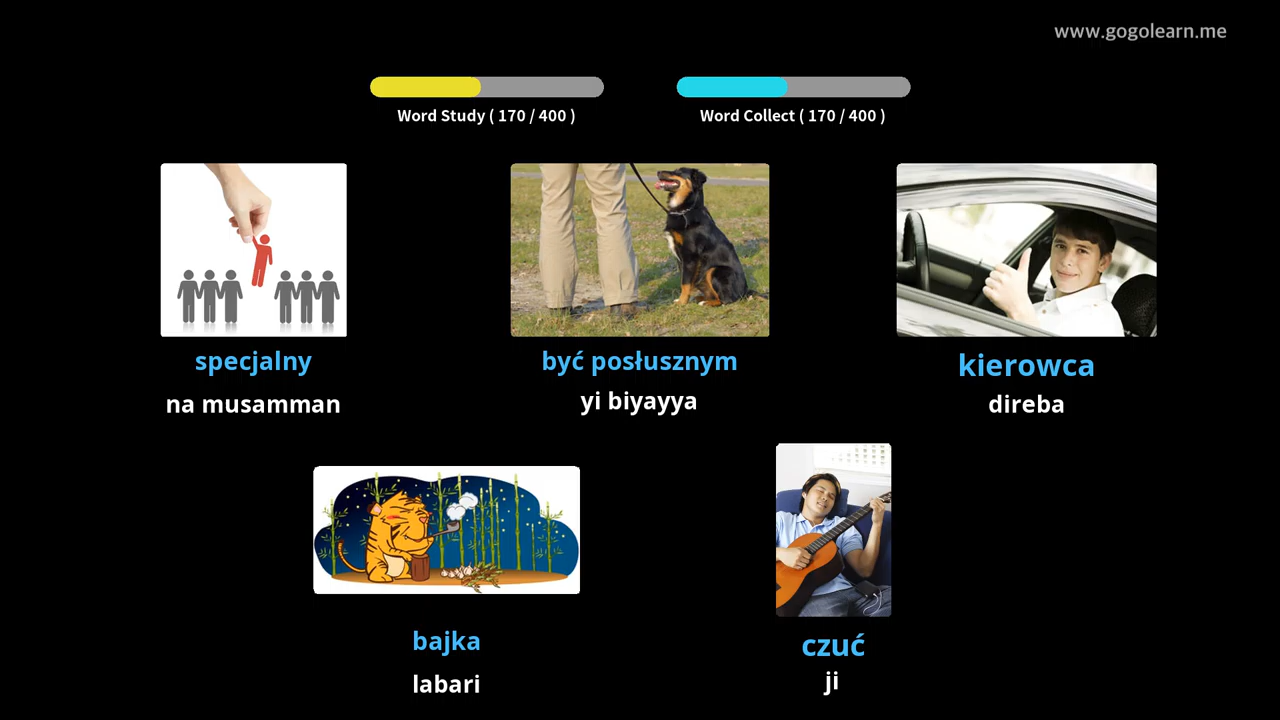 www.gogolearn.me
Word Study ( 170 / 400 )
Word Collect ( 170 / 400 )
specjalny
na musamman
być posłusznym
yi biyayya
kierowca
direba
bajka
labari
czuć
ji